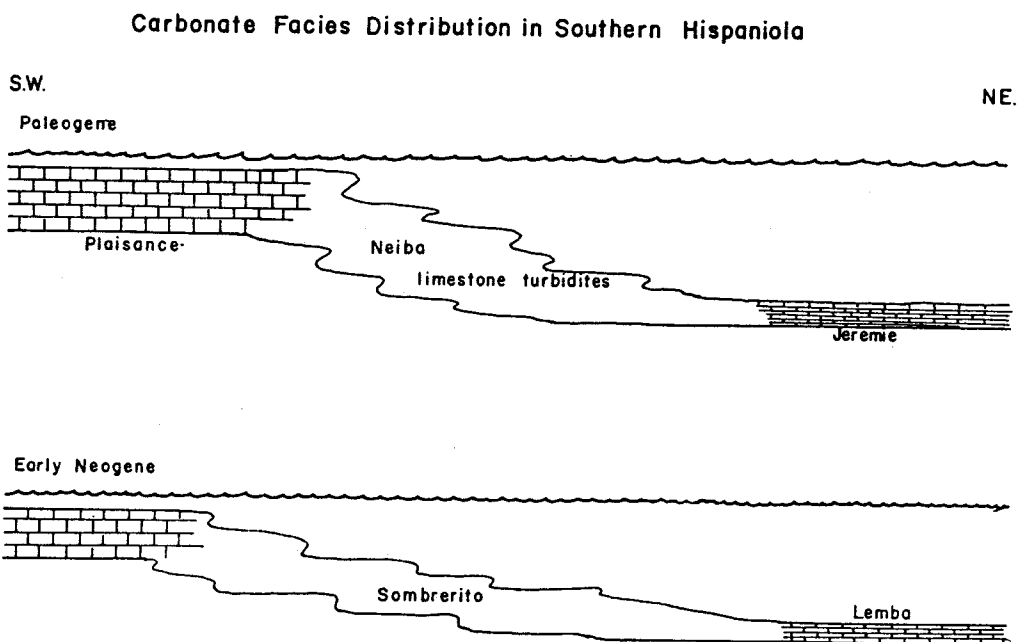 Carbonate Facies Distribution in Southern Hispaniola
S.W.
NE.
Paleogene
Plaisance
Neiba
limestone turbidites
Jeremie
Early Neogene
Sombrerito
Lemba